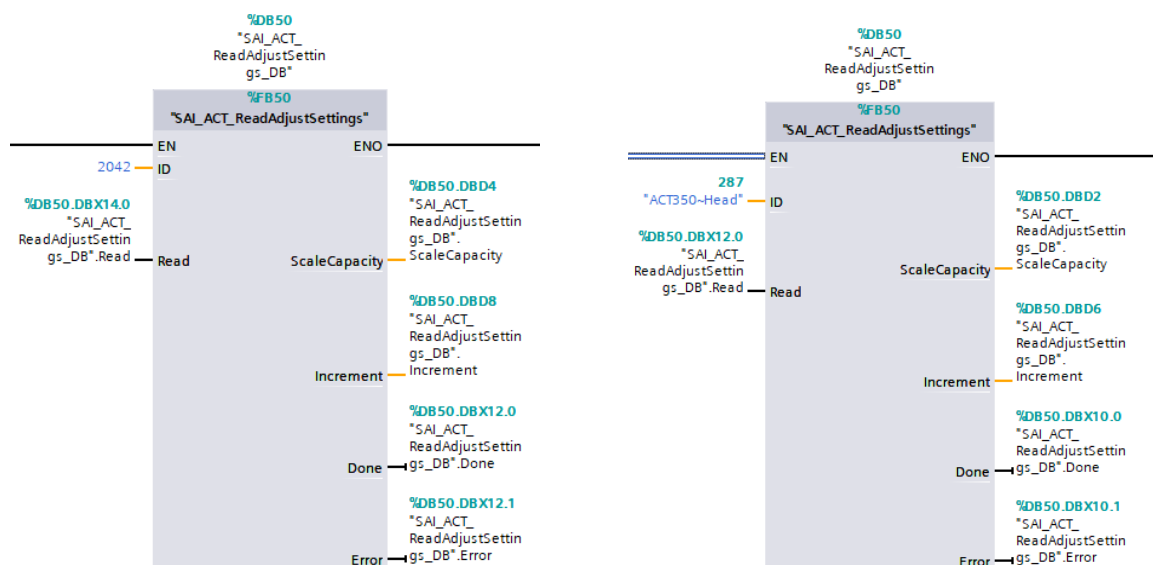 %DB50
"SAI_ACT_
ReadAdjustSettin
gs_DB"
%FB50
"SAI_ACT_ReadAdjustSettings"
EN
ENO
2042
ID
%DB50.DBX14.0
"SAI_ACT_
ReadAdjustSettin
gs_DB".Read
Read
%DB50.DBD4
"SAI_ACT_
ReadAdjustSettin
gs_DB".
ScaleCapacity
ScaleCapacity
%DB50.DBD8
"SAI_ACT_
ReadAdjustSettin
gs_DB".
Increment
Increment
%DB50.DBX12.0
"SAI_ACT_
ReadAdjustSettin
gs_DB".Done
Done
%DB50.DBX12.1
"SAI_ACT_
ReadAdjustSettin
gs_DB".Error
Error
%DB50
"SAI_ACT_
ReadAdjustSettin
gs_DB"
%FB50
"SAI_ACT_ReadAdjustSettings"
EN
ENO
287
"ACT350~Head"
ID
%DB50.DBX12.0
"SAI_ACT_
ReadAdjustSettin
gs_DB".Read
Read
%DB50.DBD2
"SAI_ACT_
ReadAdjustSettin
gs_DB".
ScaleCapacity
ScaleCapacity
%DB50.DBD6
"SAI_ACT_
ReadAdjustSettin
gs_DB".
Increment
Increment
%DB50.DBX10.0
"SAI_ACT_
ReadAdjustSettin
gs_DB".Done
Done
%DB50.DBX10.1
"SAI_ACT_
ReadAdjustSettin
gs_DB".Error
Error